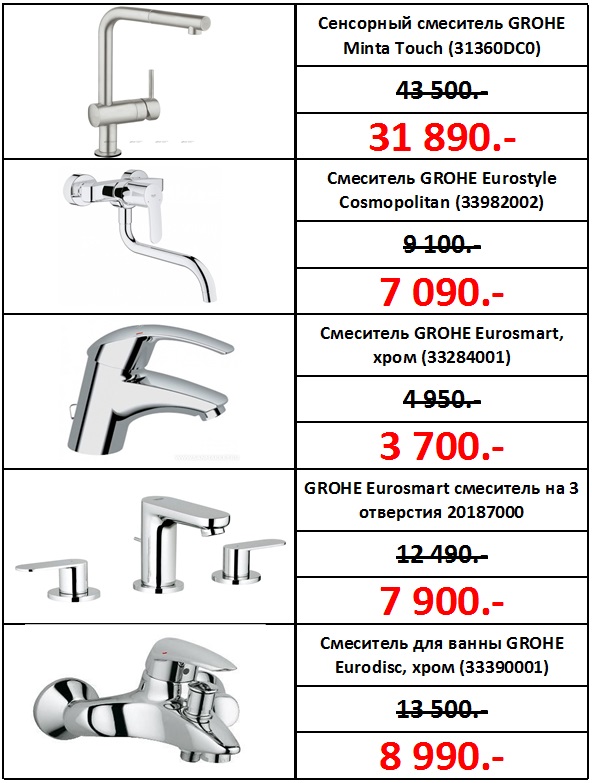 Сенсорный смеситель GROHE
Minta Touch (31360DC0)
43 500.-
31 890.-
Смеситель GROHE Eurostyle
Cosmopolitan (33982002)
9 100.-
7 090.-
Смеситель GROHE Eurosmart,
хром (33284001)
4 950.-
3 700.-
GROHE Eurosmart смеситель на 3
отверстия 20187000
12 490.-
7 900.-
Смеситель для ванны GROHE
Eurodisc, хром (33390001)
13 500.-
8 990.-